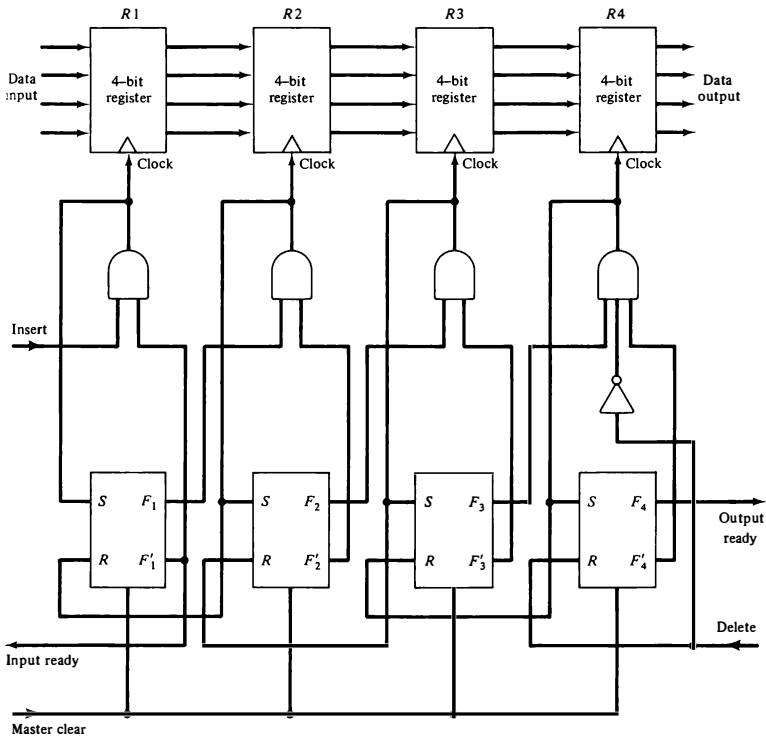 R1 R2 R3 R4
Data
input
4–bit
register
4–bit
register
4–bit
register
4–bit
register
Data
output
Clock Clock Clock Clock
Insert
S F₁ S F₂ S F₃ S F₄
Output
ready
R F′₁ R F′₂ R F′₃ R F′₄
Delete
Input ready
Master clear